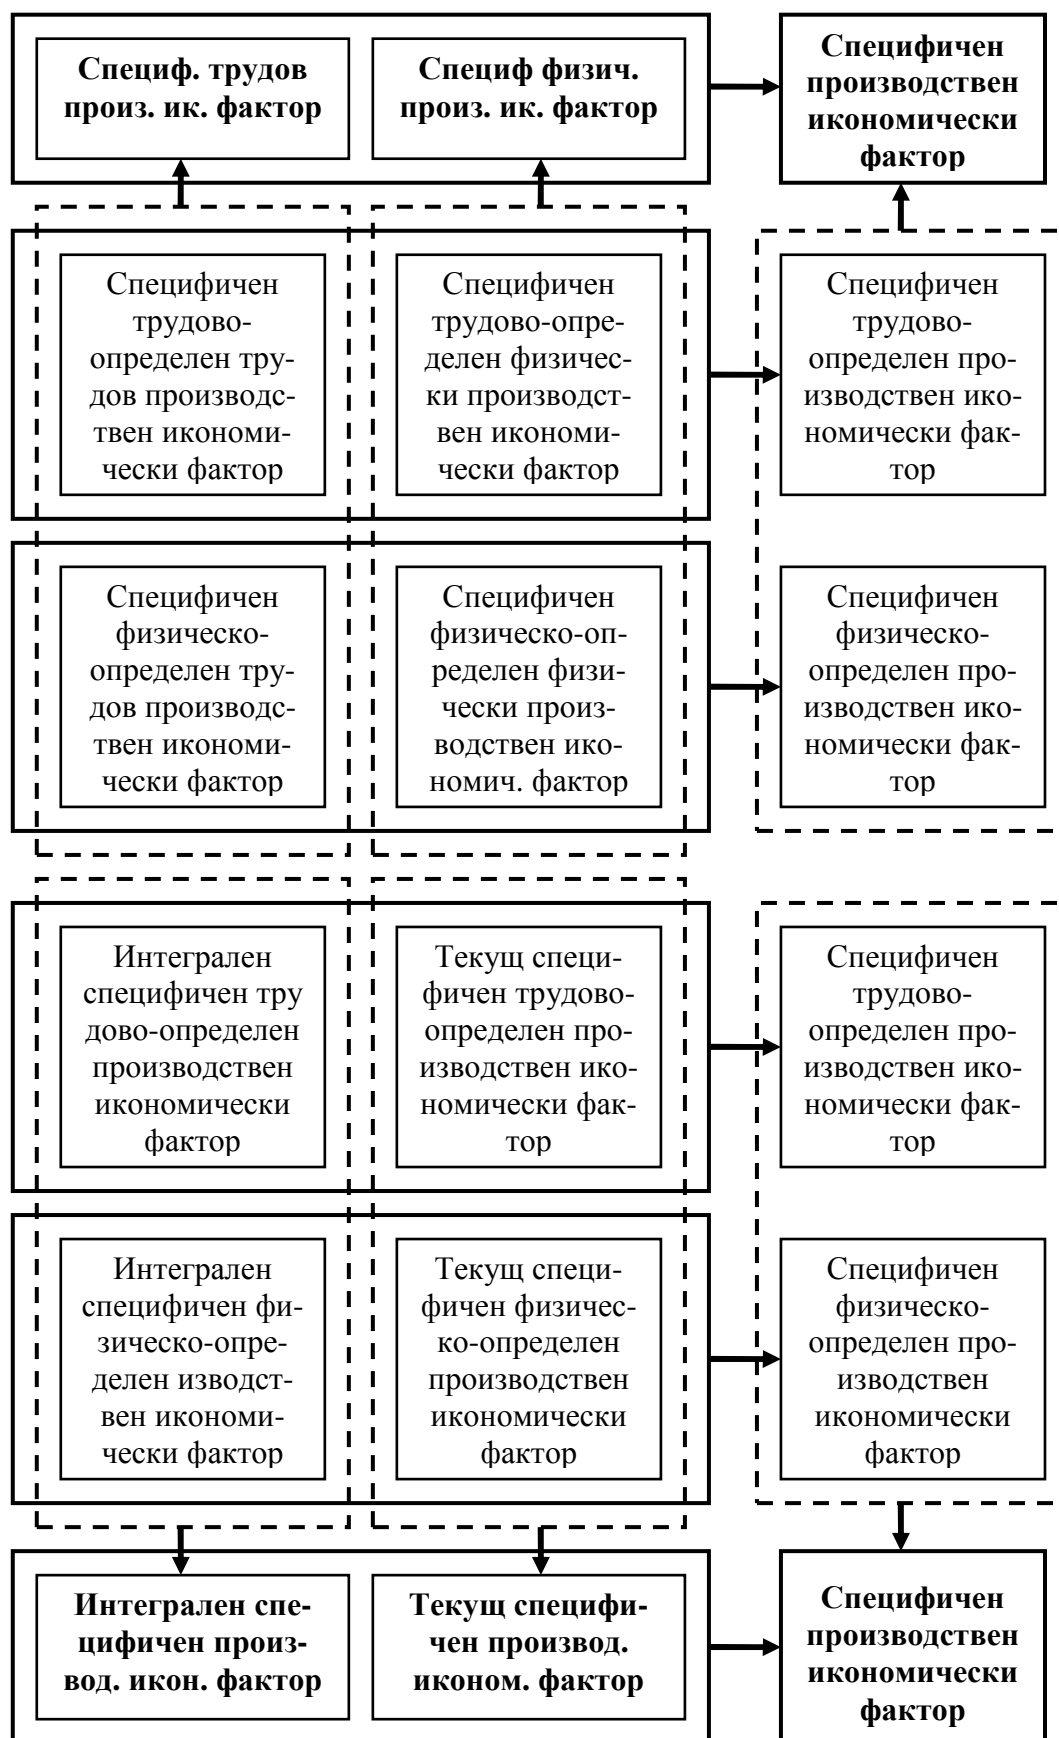 Специф. трудов
произ. ик. фактор
Специф физич.
произ. ик. фактор
Специфичен
производствен
икономически
фактор
Специфичен
трудово-
определен тру-
дов производс-
твен икономи-
чески фактор
Специфичен
трудово-опре-
делен физичес-
ки производст-
вен икономи-
чески фактор
Специфичен
трудово-
определен про-
изводствен ико-
номически фак-
тор
Специфичен
физическо-
определен тру-
дов производс-
твен икономи-
чески фактор
Специфичен
физическо-оп-
ределен физи-
чески произ-
водствен ико-
номич. фактор
Специфичен
физическо-
определен про-
изводствен ико-
номически фак-
тор
Интегрален
специфичен тру
дово-определен
производствен
икономически
фактор
Текущ специ-
фичен трудово-
определен про-
изводствен ико-
номически фак-
тор
Специфичен
трудово-
определен про-
изводствен ико-
номически фак-
тор
Интегрален
специфичен фи-
зическо-опре-
делен изводст-
вен икономи-
чески фактор
Текущ специ-
фичен физичес-
ко-определен
производствен
икономически
фактор
Специфичен
физическо-
определен про-
изводствен
икономически
фактор
Интегрален спе-
цифичен произ-
вод. икон. фактор
Текущ специфи-
чен производ.
иконом. фактор
Специфичен
производствен
икономически
фактор